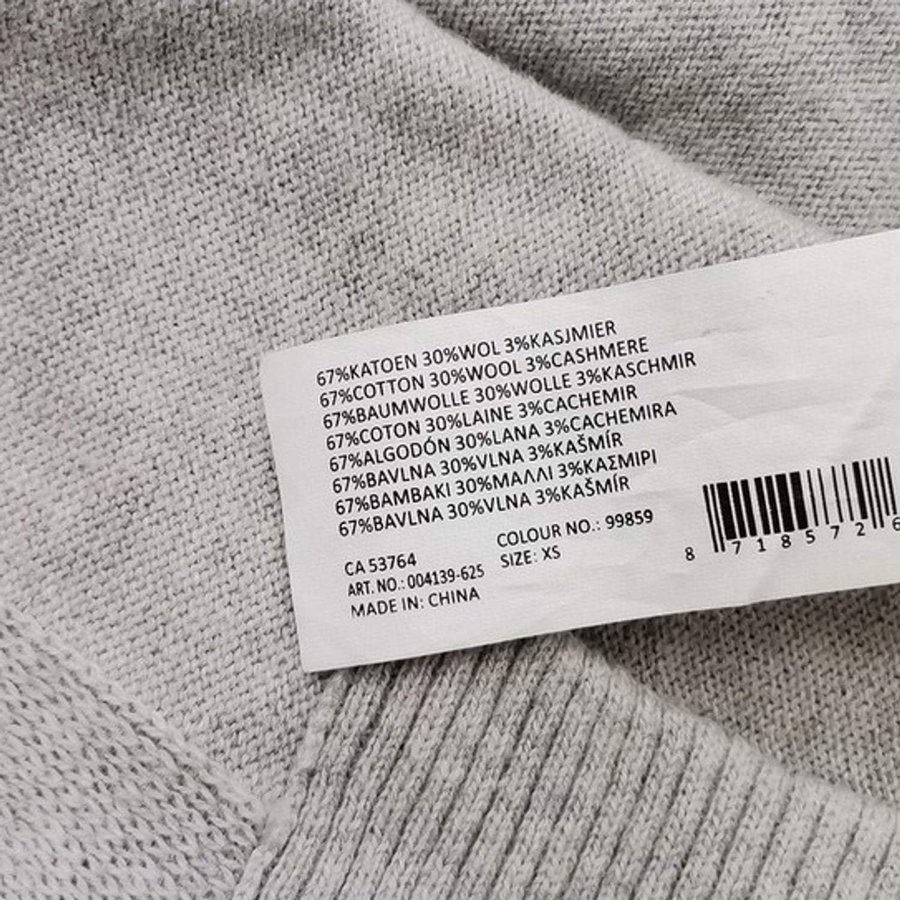 67%KATOEN 30%WOL 3%KASJMIER
67%COTTON 30%WOOL 3%CASHMERE
67%BAUMWOLLE 30%WOLLE 3%KASCHMIR
67%COTON 30%LAINE 3%CACHEMIR
67%ALGODÓN 30%LANA 3%CACHEMIRA
67%BAVLNA 30%VLNA 3%KAŠMÍR
67%ΒΑΜΒΑΚΙ 30%ΜΑΛΛΙ 3%ΚΑΣΜΙΡΙ
67%BAVLNA 30%VLNA 3%KAŠMÍR
CA 53764
ART. NO.: 004139-625
MADE IN: CHINA
COLOUR NO.: 99859
SIZE: XS
8 718572 6